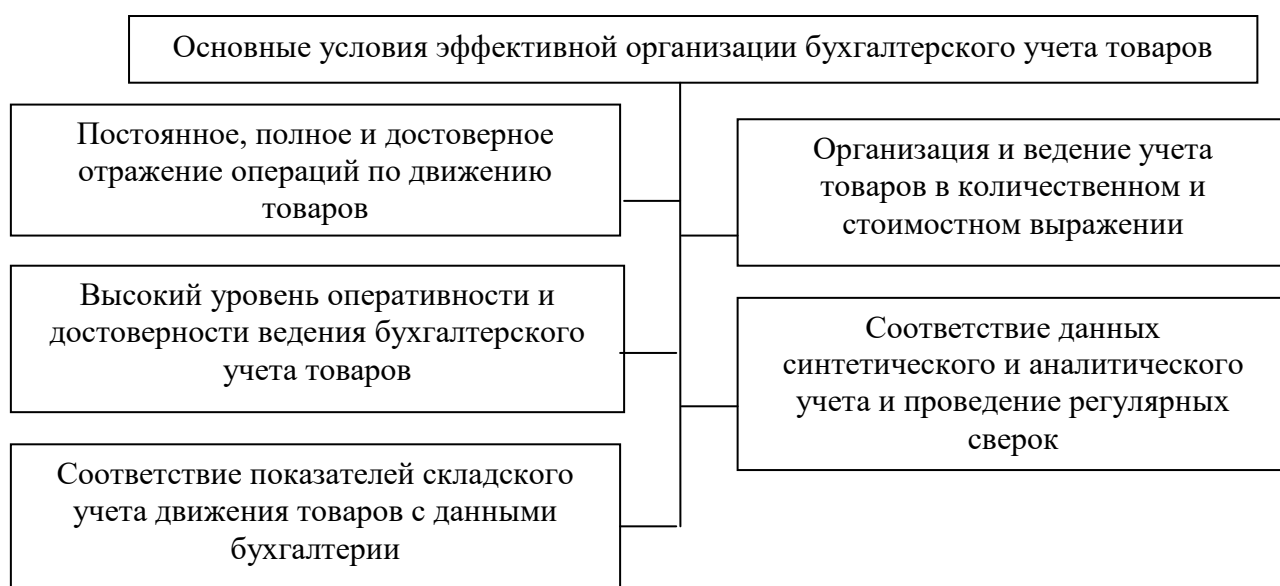 Основные условия эффективной организации бухгалтерского учета товаров
Постоянное, полное и достоверное
отражение операций по движению
товаров
Организация и ведение учета
товаров в количественном и
стоимостном выражении
Высокий уровень оперативности и
достоверности ведения бухгалтерского
учета товаров
Соответствие данных
синтетического и аналитического
учета и проведение регулярных
сверок
Соответствие показателей складского
учета движения товаров с данными
бухгалтерии